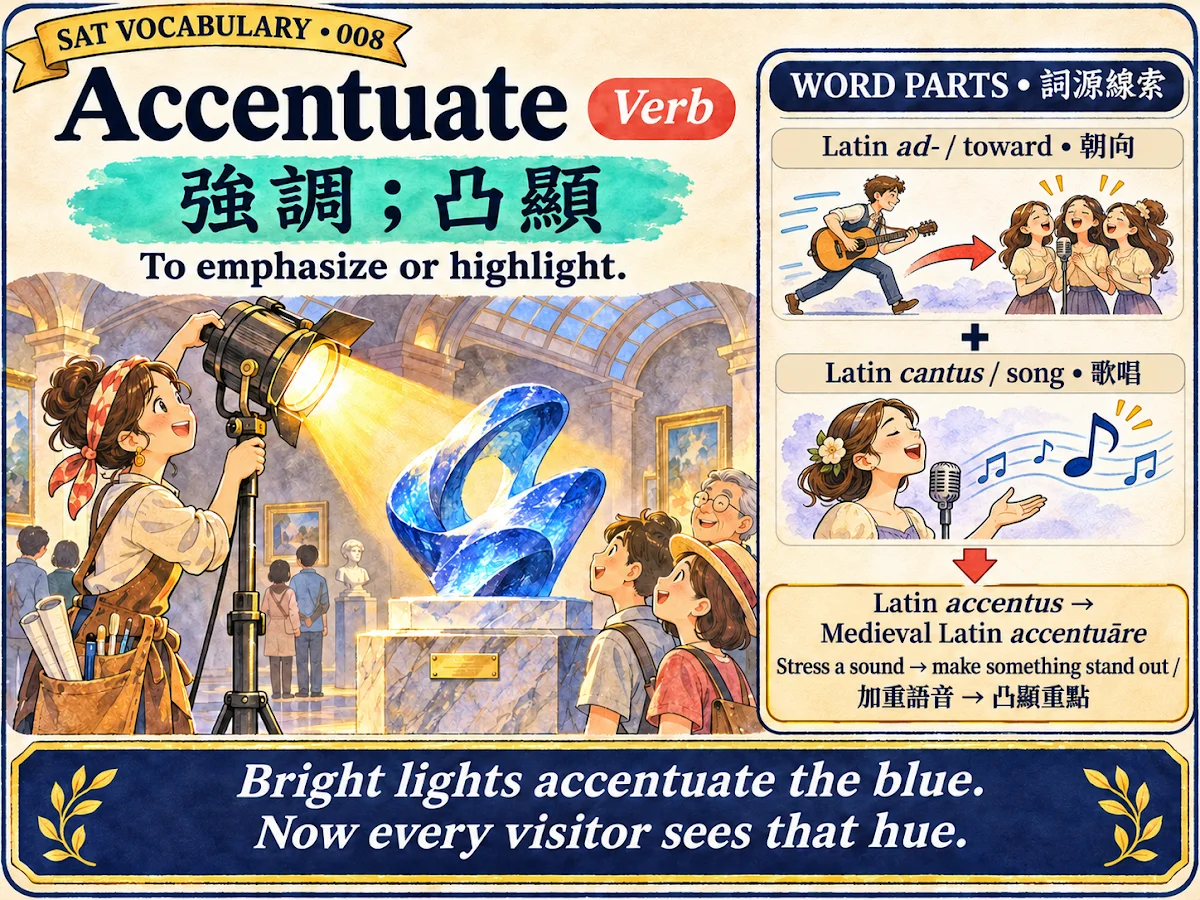 SAT VOCABULARY • 008
Accentuate
Verb
強調；凸顯
To emphasize or highlight.
WORD PARTS • 詞源線索
Latin ad- / toward • 朝向
+
Latin cantus / song • 歌唱
Latin accentus →
Medieval Latin accentuāre
Stress a sound → make something stand out /
加重語音 → 凸顯重點
Bright lights accentuate the blue.
Now every visitor sees that hue.